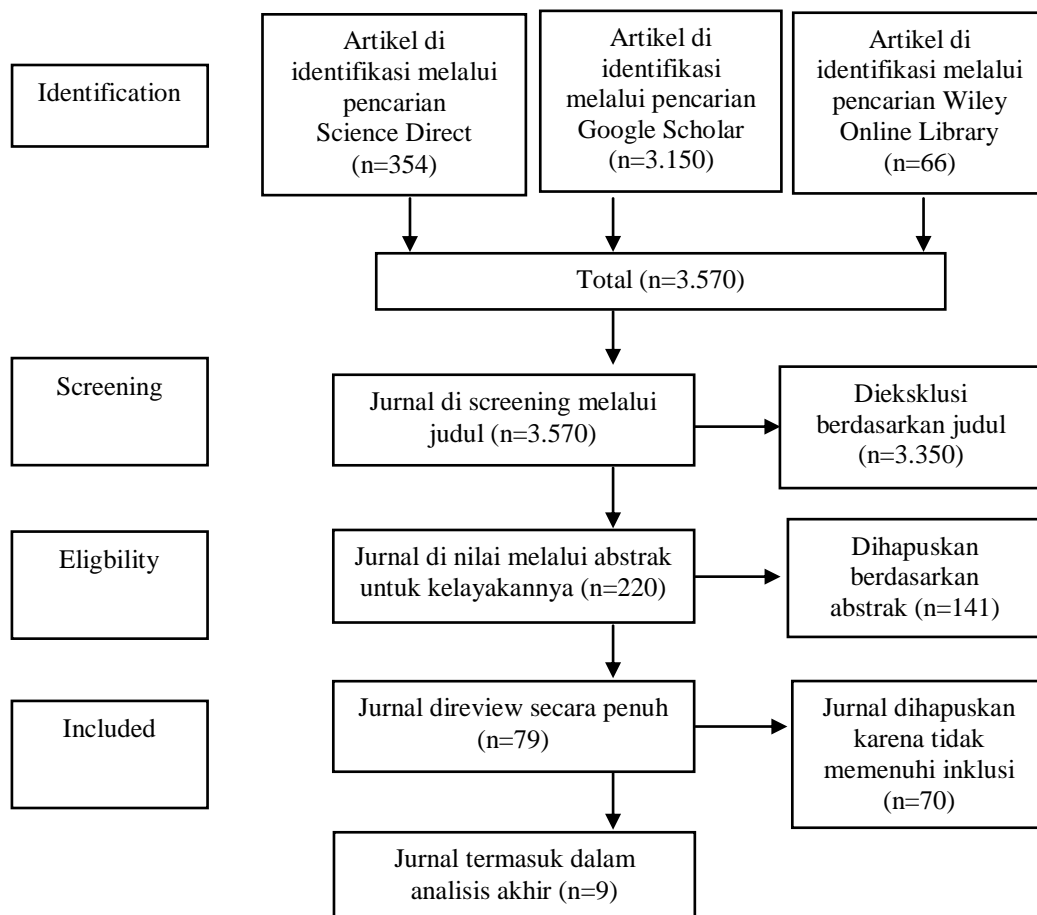 Identification
Artikel di
identifikasi melalui
pencarian
Science Direct
(n=354)
Artikel di
identifikasi
melalui pencarian
Google Scholar
(n=3.150)
Artikel di
identifikasi melalui
pencarian Wiley
Online Library
(n=66)
Total (n=3.570)
Screening
Jurnal di screening melalui
judul (n=3.570)
Dieksklusi
berdasarkan judul
(n=3.350)
Eligbility
Jurnal di nilai melalui abstrak
untuk kelayakannya (n=220)
Dihapuskan
berdasarkan
abstrak (n=141)
Included
Jurnal direview secara penuh
(n=79)
Jurnal dihapuskan
karena tidak
memenuhi inklusi
(n=70)
Jurnal termasuk dalam
analisis akhir (n=9)